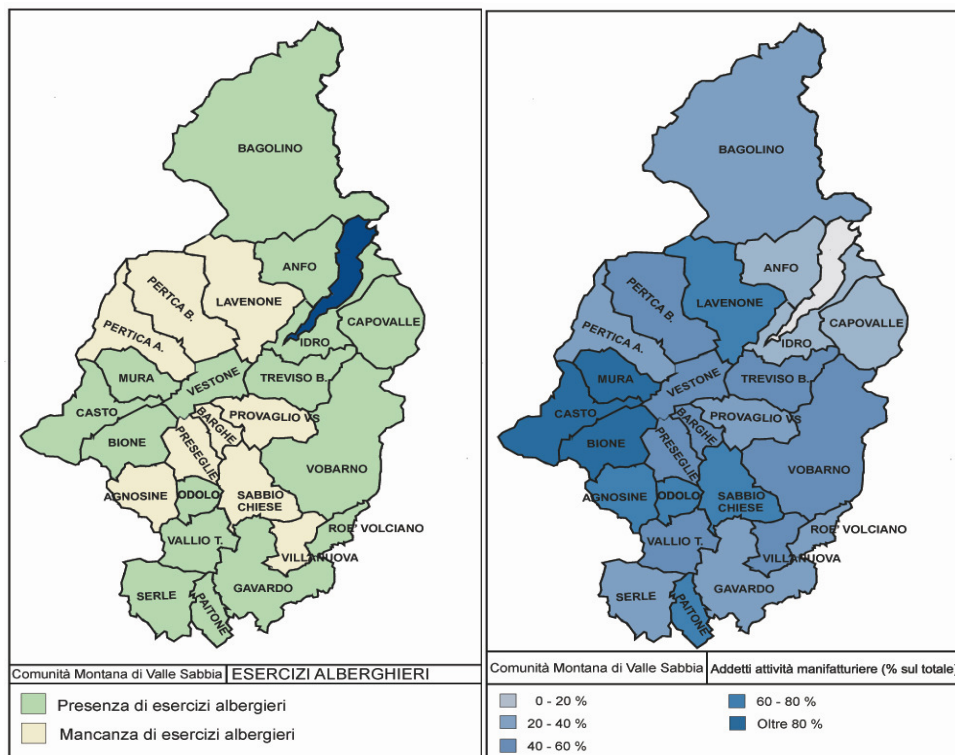 BAGOLINO
ANFO
LAVENONE
PERTCA B.
CAPOVALLE
IDRO
PERTICA A.
MURA
VESTONE
TREVISO B.
CASTO
BARGHE
PROVAGLIO VS
BIONE
PRESEGLIE
VOBARNO
AGNOSINE
ODOLO
SABBIO
CHIESE
ROE' VOLCIANO
VALLIO T.
VILLANUOVA
SERLE
PAITONE
GAVARDO
Comunità Montana di Valle Sabbia
ESERCIZI ALBERGHIERI
Presenza di esercizi albergieri
Mancanza di esercizi albergieri
BAGOLINO
ANFO
LAVENONE
PERTCA B.
CAPOVALLE
IDRO
PERTICA A.
MURA
VESTONE
TREVISO B.
CASTO
BARGHE
PROVAGLIO VS
BIONE
PRESEGLIE
VOBARNO
AGNOSINE
ODOLO
SABBIO
CHIESE
ROE' VOLCIANO
VALLIO T.
VILLANUOVA
SERLE
PAITONE
GAVARDO
Comunità Montana di Valle Sabbia
Addetti attività manifatturiere (% sul totale)
0 - 20 %
20 - 40 %
40 - 60 %
60 - 80 %
Oltre 80 %